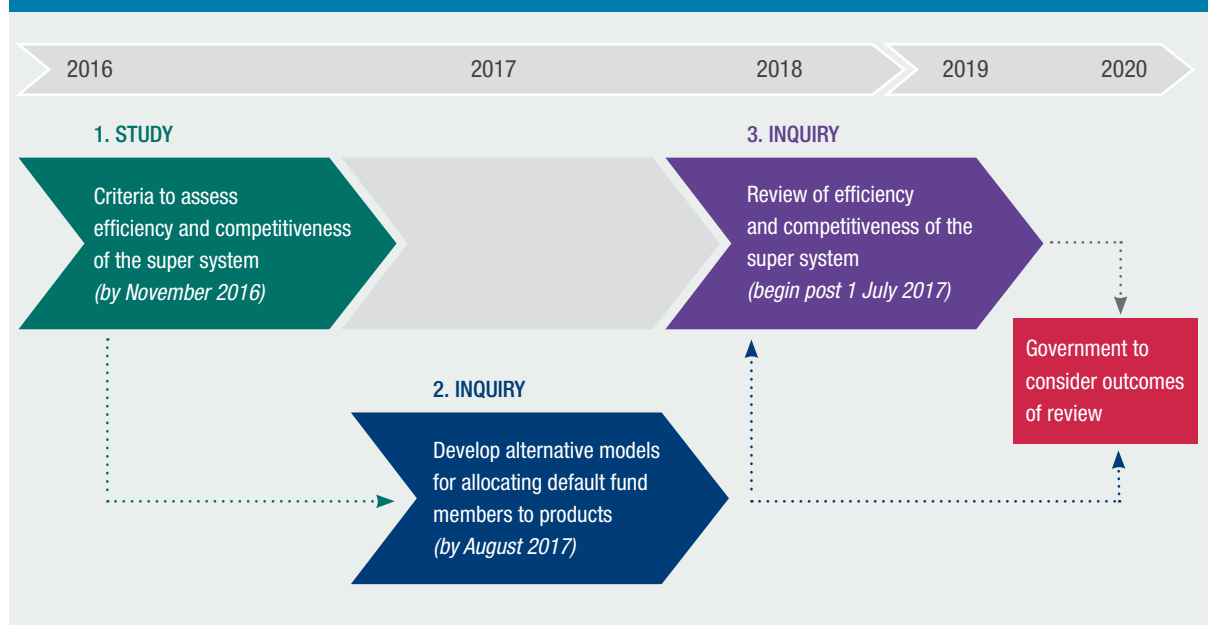 2016 2017 2018 2019 2020
1. STUDY
Criteria to assess
efficiency and competitiveness
of the super system
(by November 2016)
3. INQUIRY
Review of efficiency
and competitiveness of the
super system
(begin post 1 July 2017)
Government to
consider outcomes
of review
2. INQUIRY
Develop alternative models
for allocating default fund
members to products
(by August 2017)